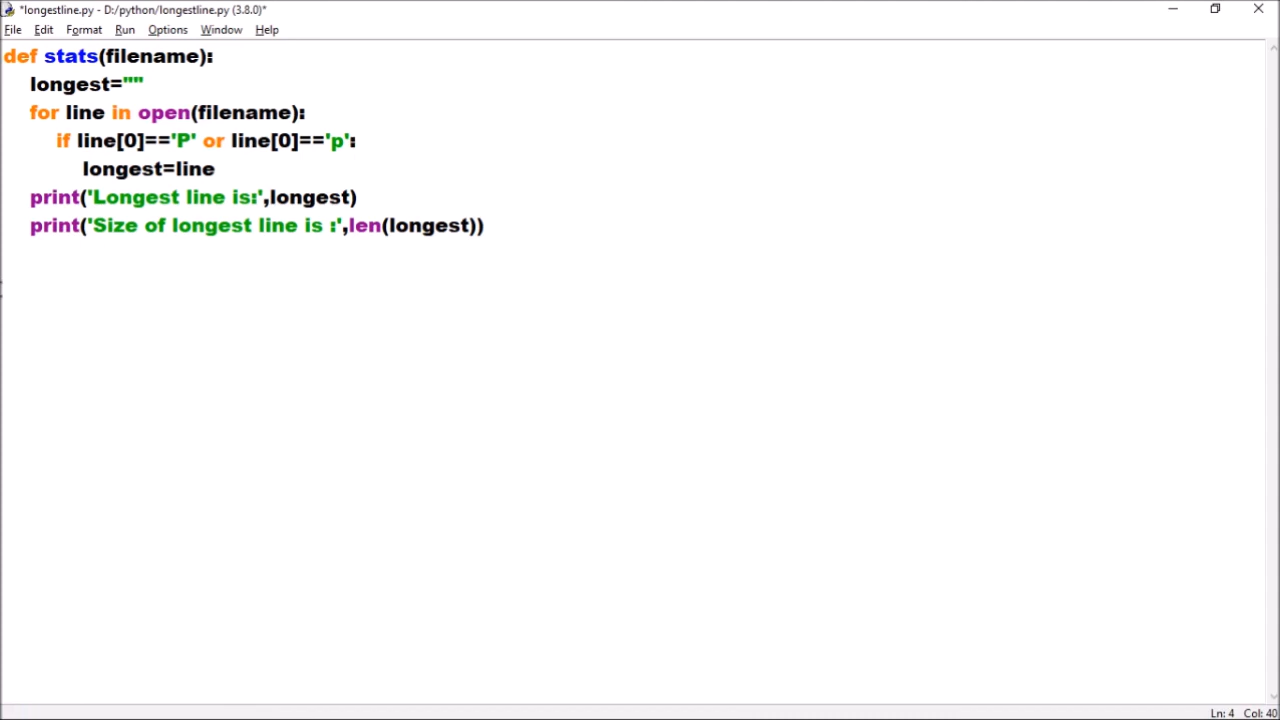 *longestline.py - D:/python/longestline.py (3.8.0)*
File Edit Format Run Options Window Help
def stats(filename):
    longest=""
    for line in open(filename):
        if line[0]=='P' or line[0]=='p':
            longest=line
    print('Longest line is:',longest)
    print('Size of longest line is :',len(longest))
Ln: 4 Col: 40